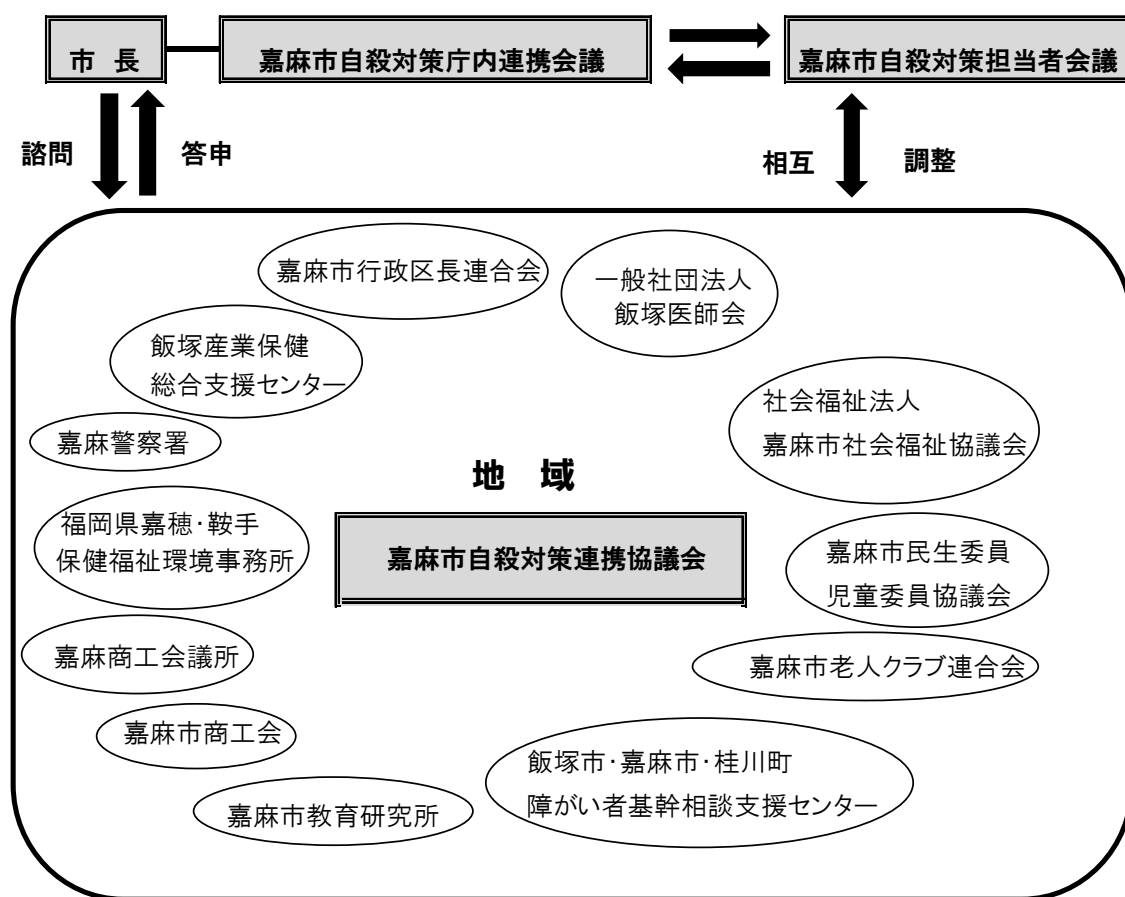 市 長
嘉麻市自殺対策庁内連携会議
嘉麻市自殺対策担当者会議
諮問
答申
相互
調整
嘉麻市行政区長連合会
一般社団法人
飯塚医師会
飯塚産業保健
総合支援センター
社会福祉法人
嘉麻市社会福祉協議会
嘉麻警察署
地 域
福岡県嘉穂・鞍手
保健福祉環境事務所
嘉麻市自殺対策連携協議会
嘉麻市民生委員
児童委員協議会
嘉麻商工会議所
嘉麻市老人クラブ連合会
嘉麻市商工会
飯塚市・嘉麻市・桂川町
障がい者基幹相談支援センター
嘉麻市教育研究所